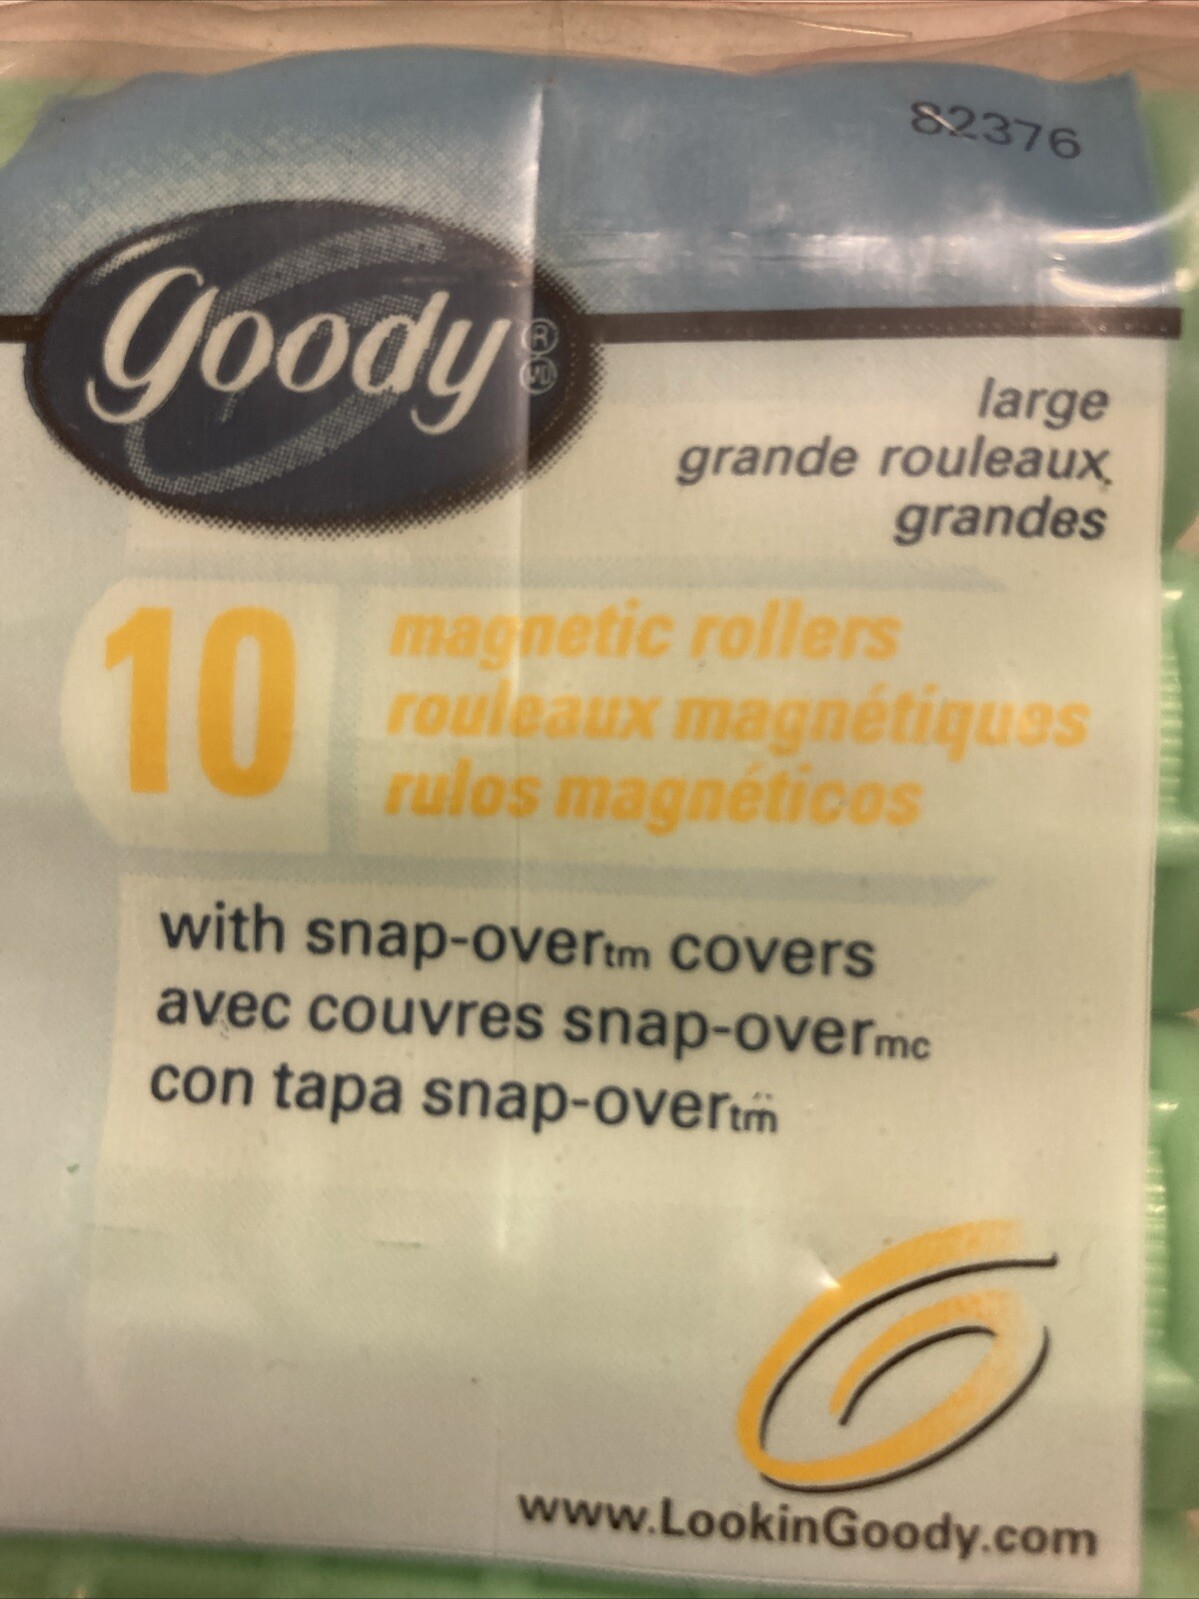 82376
goody® MD
large
grande rouleaux
grandes
10
magnetic rollers
rouleaux magnétiques
rulos magnéticos
with snap-overtm covers
avec couvres snap-overmc
con tapa snap-overtm
www.LookinGoody.com